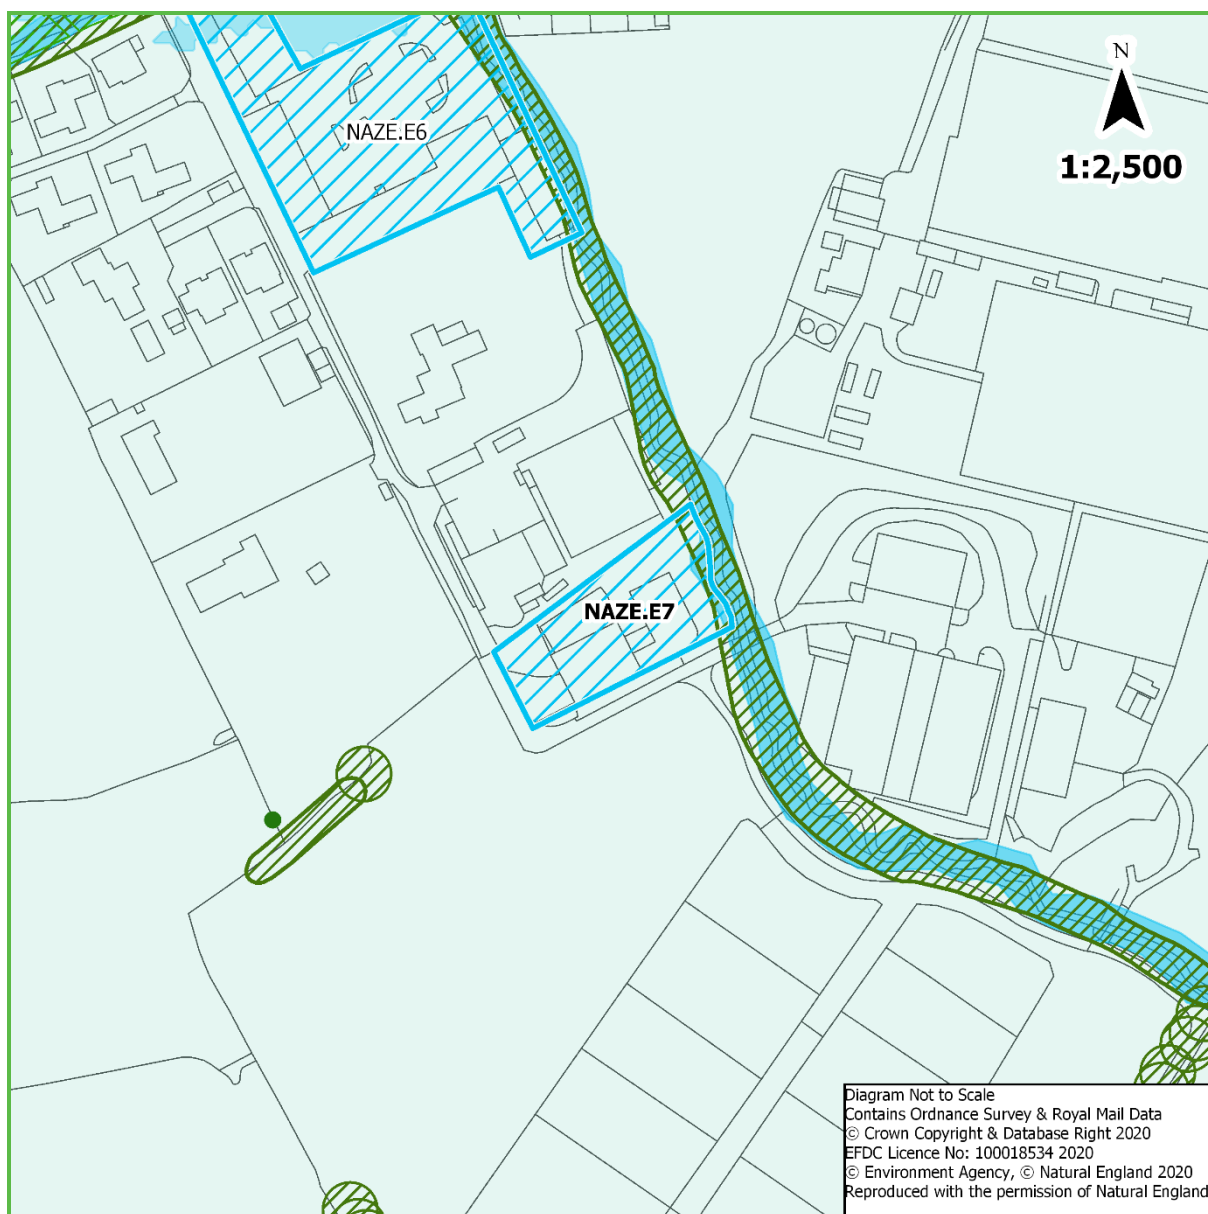 N
1:2,500
NAZE.E6
NAZE.E7
Diagram Not to Scale
Contains Ordnance Survey & Royal Mail Data
© Crown Copyright & Database Right 2020
EFDC Licence No: 100018534 2020
© Environment Agency, © Natural England 2020
Reproduced with the permission of Natural England